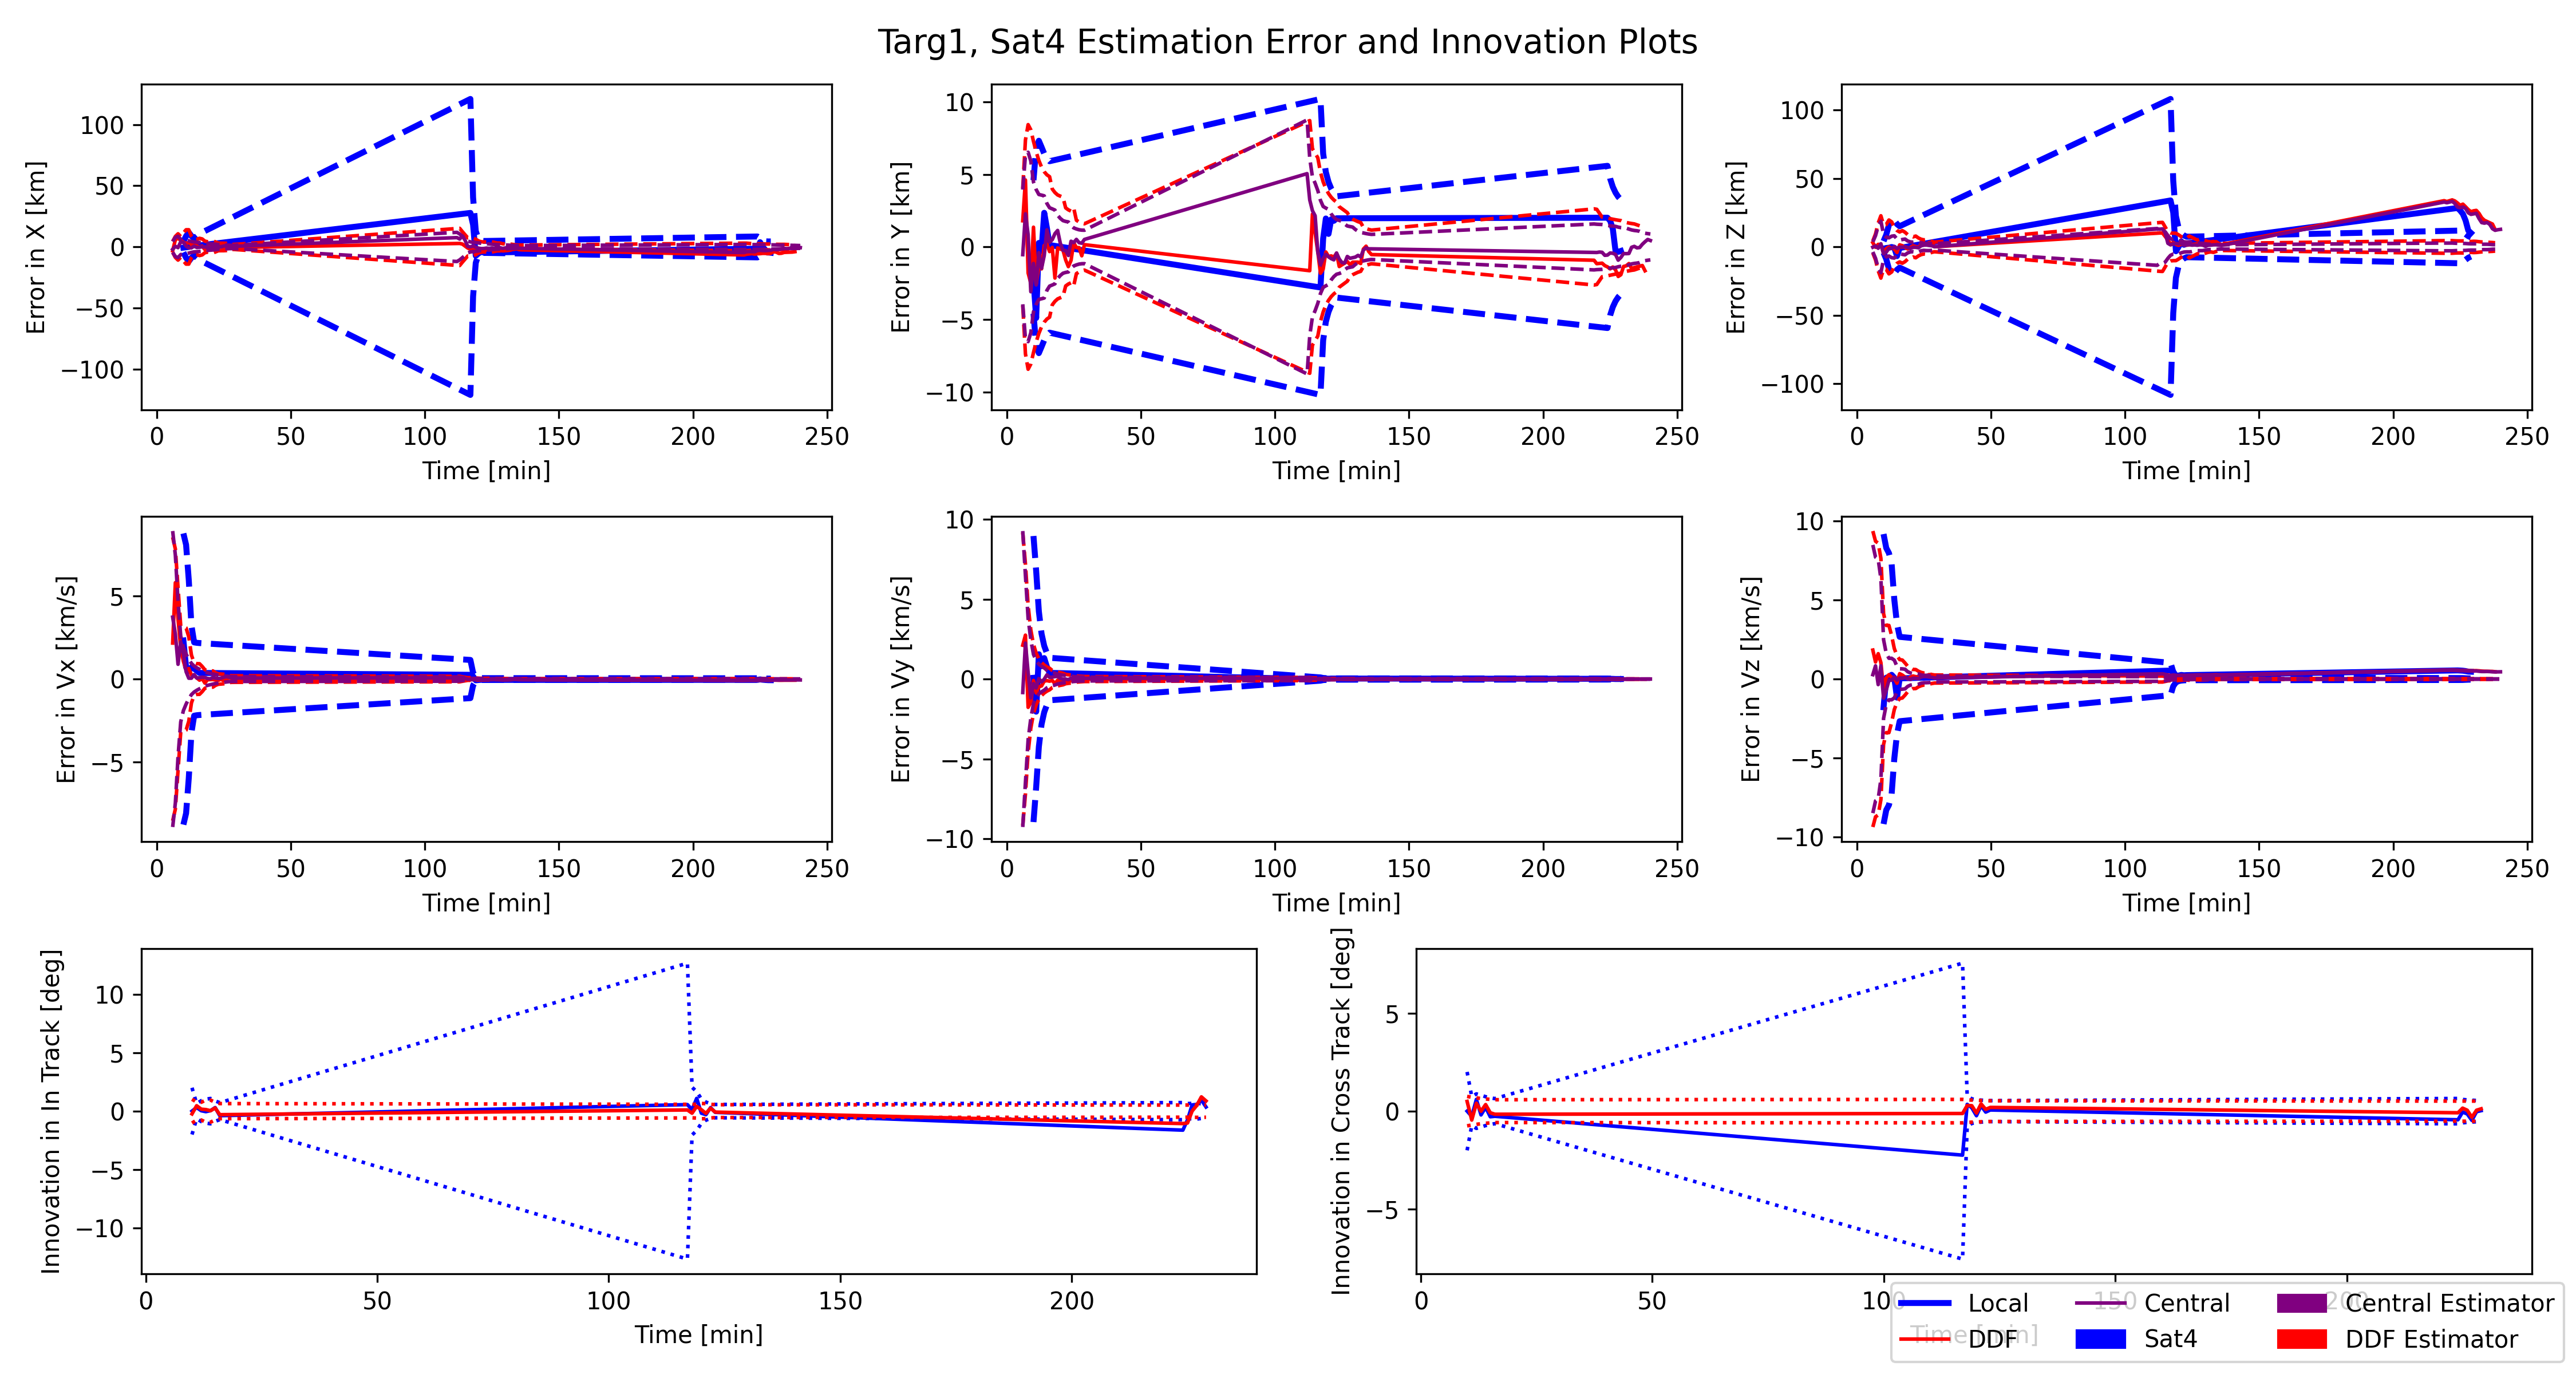 Targ1, Sat4 Estimation Error and Innovation Plots
Error in X [km]
100
50
0
−50
−100
0 50 100 150 200 250
Time [min]
Error in Y [km]
10
5
0
−5
−10
0 50 100 150 200 250
Time [min]
Error in Z [km]
100
50
0
−50
−100
0 50 100 150 200 250
Time [min]
Error in Vx [km/s]
5
0
−5
0 50 100 150 200 250
Time [min]
Error in Vy [km/s]
10
5
0
−5
−10
0 50 100 150 200 250
Time [min]
Error in Vz [km/s]
10
5
0
−5
−10
0 50 100 150 200 250
Time [min]
Innovation in In Track [deg]
10
5
0
−5
−10
0 50 100 150 200
Time [min]
Innovation in Cross Track [deg]
5
0
−5
0 50 100 150 200
Time [min]
Local Central Central Estimator
DDF Sat4 DDF Estimator